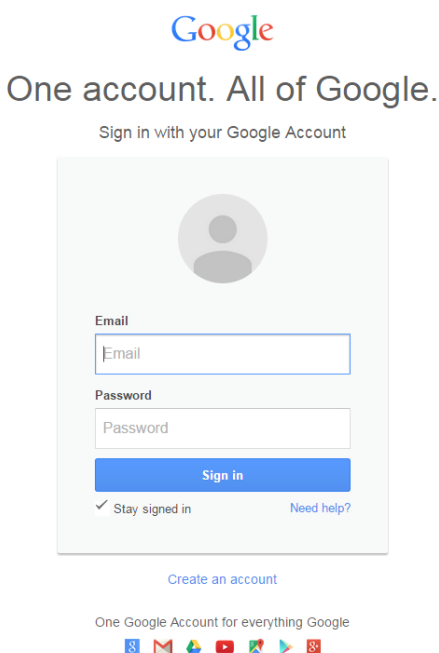 Google
One account. All of Google.
Sign in with your Google Account
Email
Email
Password
Password
Sign in
Stay signed in
Need help?
Create an account
One Google Account for everything Google
8
g+